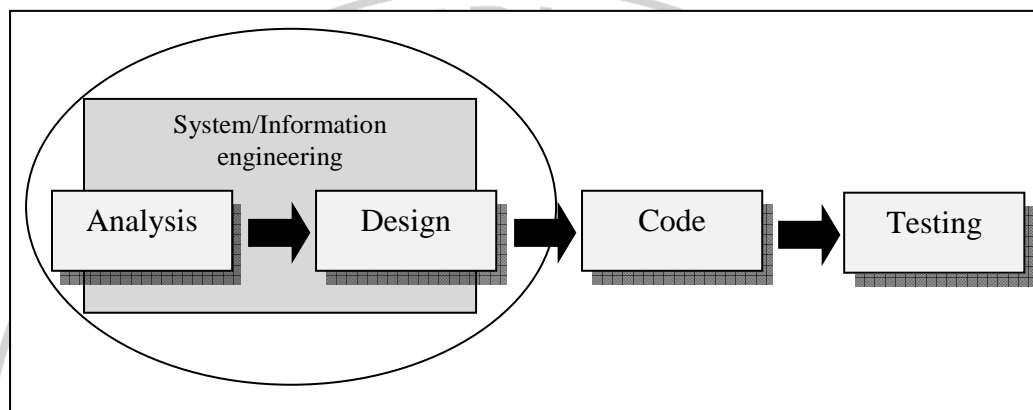 System/Information
engineering
Analysis
Design
Code
Testing